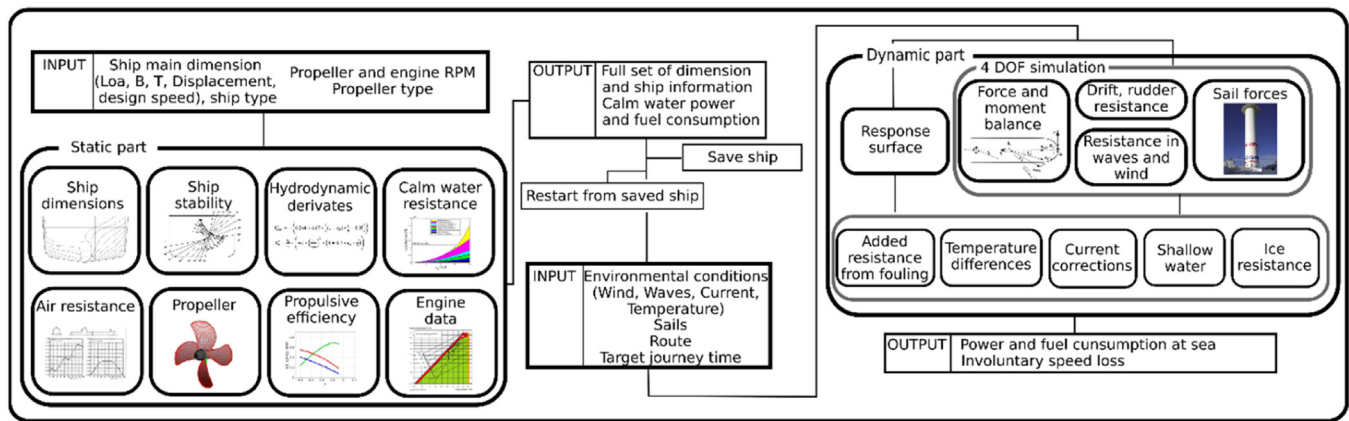 INPUT
Ship main dimension
(Loa, B, T, Displacement,
design speed), ship type
Propeller and engine RPM
Propeller type
Static part
Ship
dimensions
Ship
stability
Hydrodynamic
derivates
Calm water
resistance
Air resistance
Propeller
Propulsive
efficiency
Engine
data
OUTPUT
Full set of dimension
and ship information
Calm water power
and fuel consumption
Save ship
Restart from saved ship
INPUT
Environmental conditions
(Wind, Waves, Current,
Temperature)
Sails
Route
Target journey time
Dynamic part
Response
surface
4 DOF simulation
Force and
moment
balance
Drift, rudder
resistance
Resistance in
waves and
wind
Sail forces
Added
resistance
from fouling
Temperature
differences
Current
corrections
Shallow
water
Ice
resistance
OUTPUT
Power and fuel cunsumption at sea
Involuntary speed loss